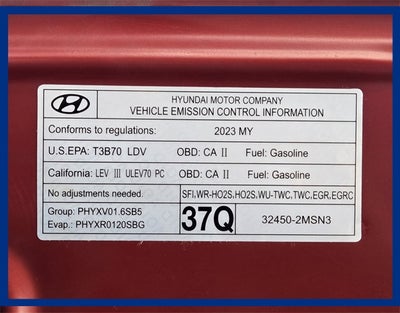 HYUNDAI MOTOR COMPANY
VEHICLE EMISSION CONTROL INFORMATION
Conforms to regulations: 2023 MY
U.S.EPA: T3B70 LDV OBD: CA II Fuel: Gasoline
California: LEV III ULEV70 PC OBD: CA II Fuel: Gasoline
No adjustments needed. SFI,WR-HO2S,HO2S,WU-TWC,TWC,EGR,EGRC
Group: PHYXV01.6SB5
Evap: PHYXR0120SBG
37Q 32450-2MSN3